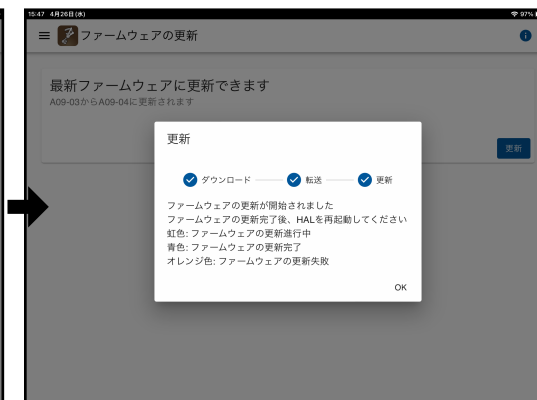 15:47 4月26日(水)
97%
ファームウェアの更新
最新ファームウェアに更新できます
A09-03からA09-04に更新されます
更新
更新
ダウンロード
転送
更新
ファームウェアの更新が開始されました
ファームウェアの更新完了後、HALを再起動してください
虹色: ファームウェアの更新進行中
青色: ファームウェアの更新完了
オレンジ色: ファームウェアの更新失敗
OK